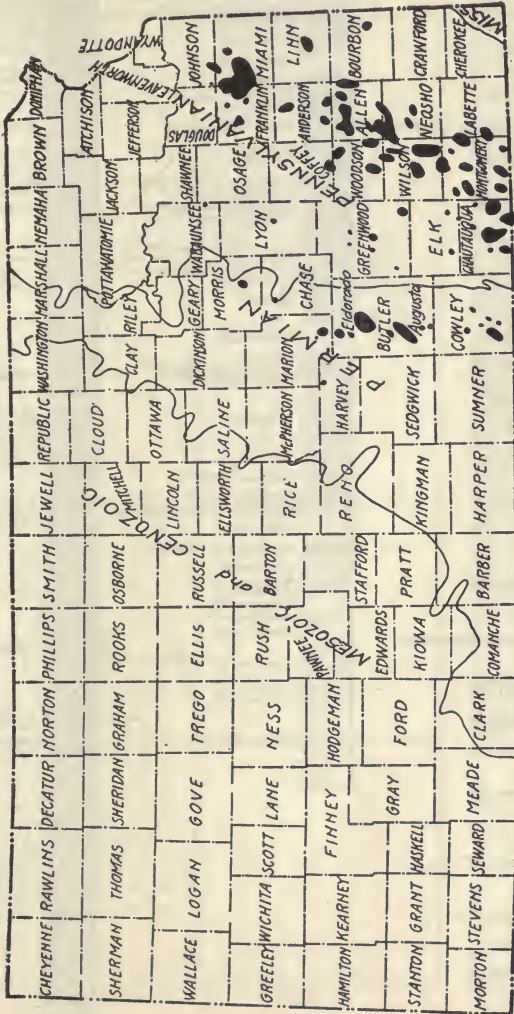 CHEYENNE
RAWLINS
DECATUR
NORTON
PHILLIPS
SMITH
JEWELL
REPUBLIC
WASHINGTON
MARSHALL
NEMAHA
BROWN
DONIPHAN
SHERMAN
THOMAS
SHERIDAN
GRAHAM
ROOKS
OSBORNE
MITCHELL
CLOUD
CLAY
RILEY
POTTAWATOMIE
JACKSON
ATCHISON
JEFFERSON
LEAVENWORTH
WYANDOTTE
WALLACE
LOGAN
GOVE
TREGO
ELLIS
RUSSELL
LINCOLN
OTTAWA
SALINE
DICKINSON
GEARY
WABAUNSEE
SHAWNEE
DOUGLAS
JOHNSON
GREELEY
WICHITA
SCOTT
LANE
NESS
RUSH
BARTON
ELLSWORTH
RICE
MCPHERSON
MARION
MORRIS
CHASE
LYON
OSAGE
FRANKLIN
MIAMI
HAMILTON
KEARNEY
FINNEY
HODGEMAN
PAWNEE
STAFFORD
RENO
HARVEY
BUTLER
Eldorado
Augusta
GREENWOOD
COFFEY
WOODSON
ANDERSON
ALLEN
LINN
BOURBON
STANTON
GRANT
HASKELL
GRAY
FORD
EDWARDS
KIOWA
PRATT
KINGMAN
SEDGWICK
ELK
WILSON
NEOSHO
CRAWFORD
MORTON
STEVENS
SEWARD
MEADE
CLARK
COMANCHE
BARBER
HARPER
SUMNER
COWLEY
CHAUTAUQUA
MONTGOMERY
LABETTE
CHEROKEE
CENOZOIC
and
MESOZOIC
PERMIAN
PENNSYLVANIAN
MISS.